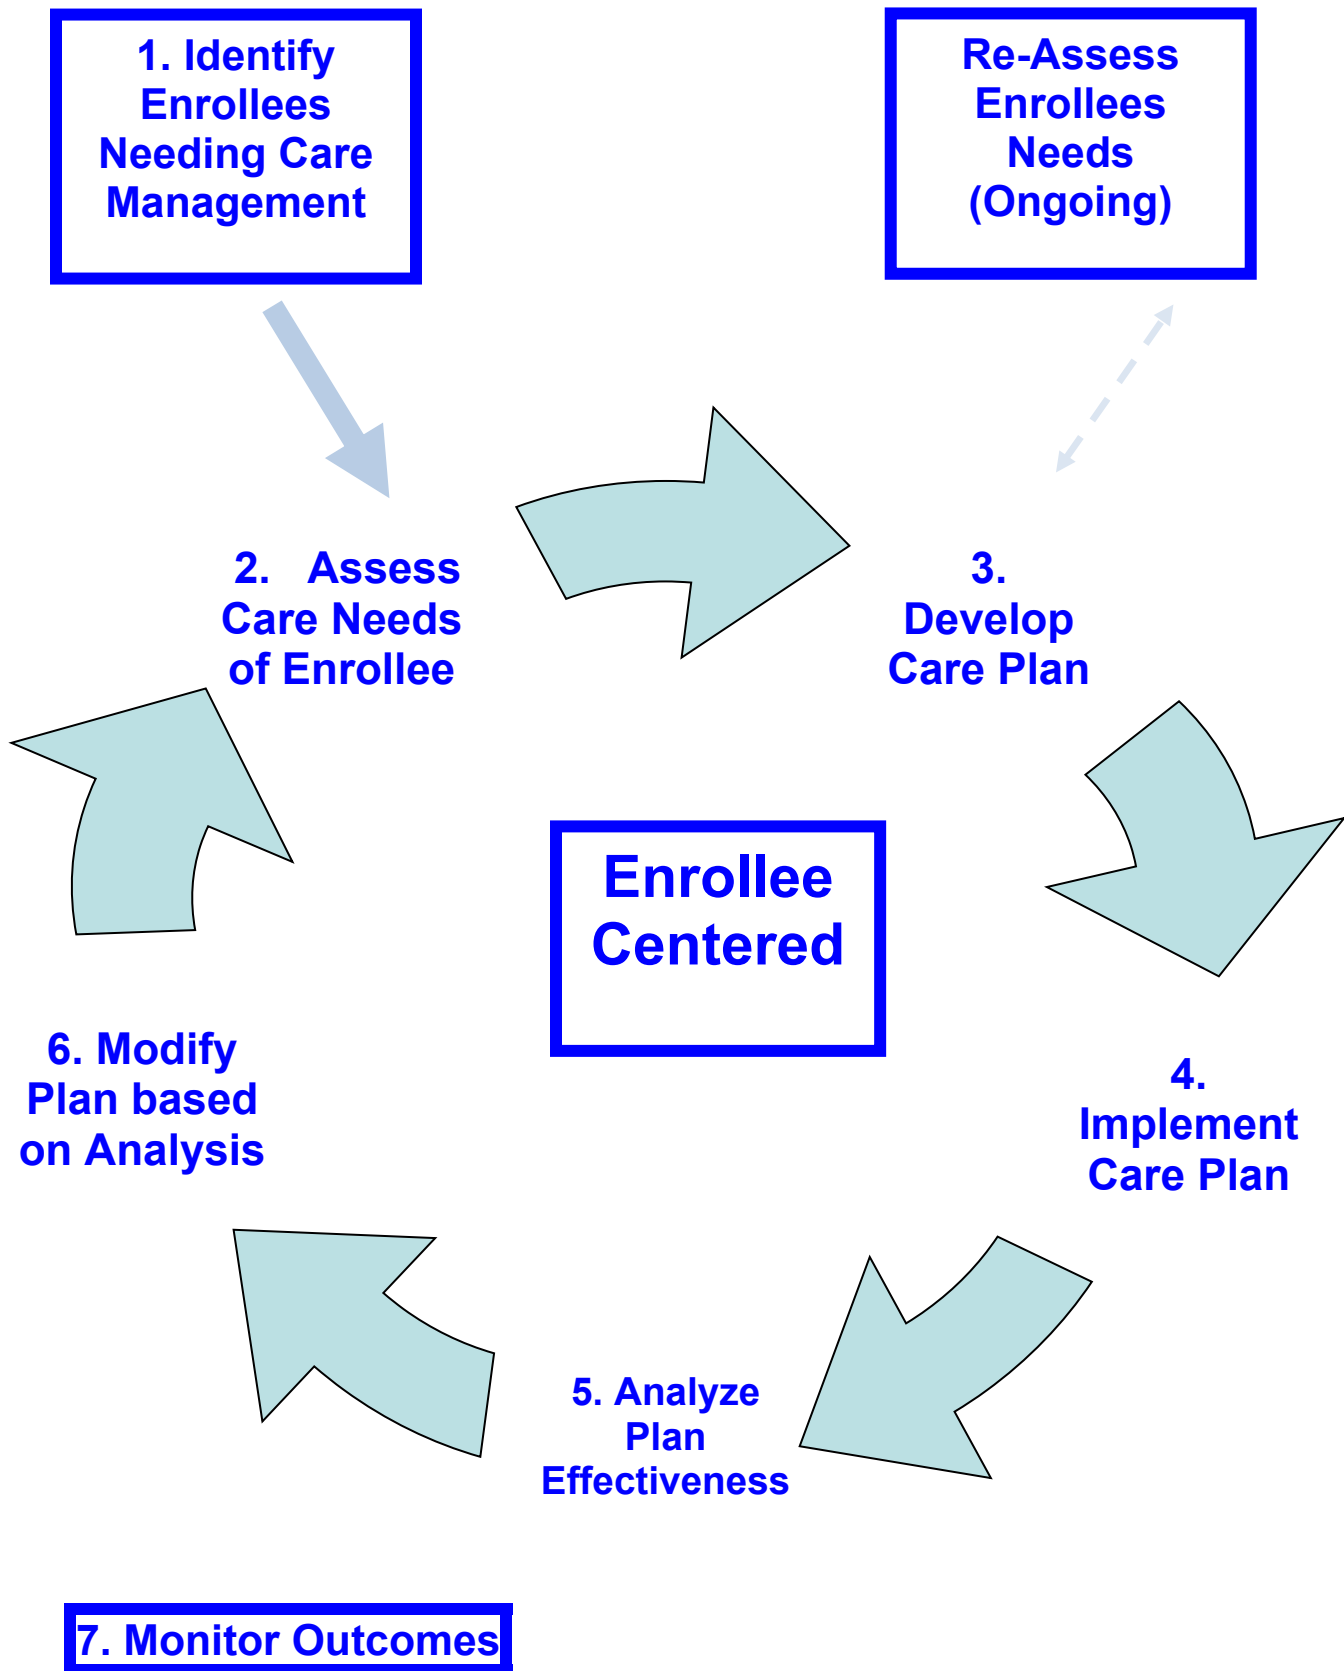 1. Identify
Enrollees
Needing Care
Management
Re-Assess
Enrollees
Needs
(Ongoing)
2. Assess
Care Needs
of Enrollee
3.
Develop
Care Plan
Enrollee
Centered
4.
Implement
Care Plan
5. Analyze
Plan
Effectiveness
6. Modify
Plan based
on Analysis
7. Monitor Outcomes